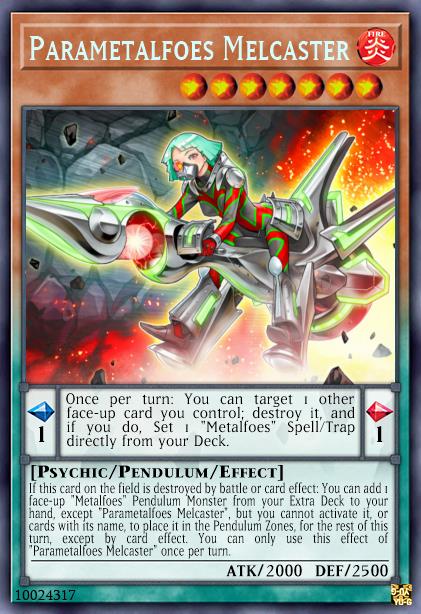 PARAMETALFOES MELCASTER
FIRE
炎
Once per turn: You can target 1 other
face-up card you control; destroy it, and
if you do, Set 1 "Metalfoes" Spell/Trap
directly from your Deck.
1
1
[PSYCHIC/PENDULUM/EFFECT]
If this card on the field is destroyed by battle or card effect: You can add 1
face-up "Metalfoes" Pendulum Monster from your Extra Deck to your
hand, except "Parametalfoes Melcaster", but you cannot activate it, or
cards with its name, to place it in the Pendulum Zones, for the rest of this
turn, except by card effect. You can only use this effect of
"Parametalfoes Melcaster" once per turn.
ATK/2000 DEF/2500
10024317